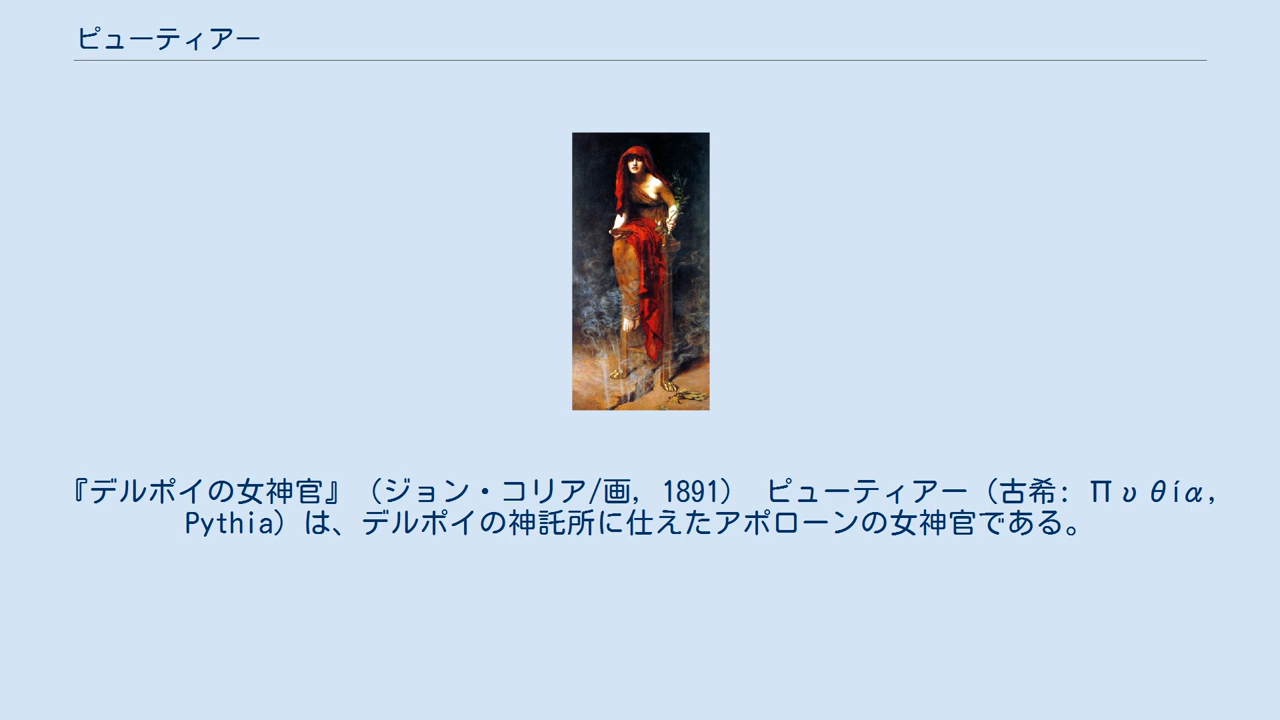 ピューティアー
『デルポイの女神官』（ジョン・コリア/画, 1891） ピューティアー（古希: Πυθία,
Pythia）は、デルポイの神託所に仕えたアポローンの女神官である。